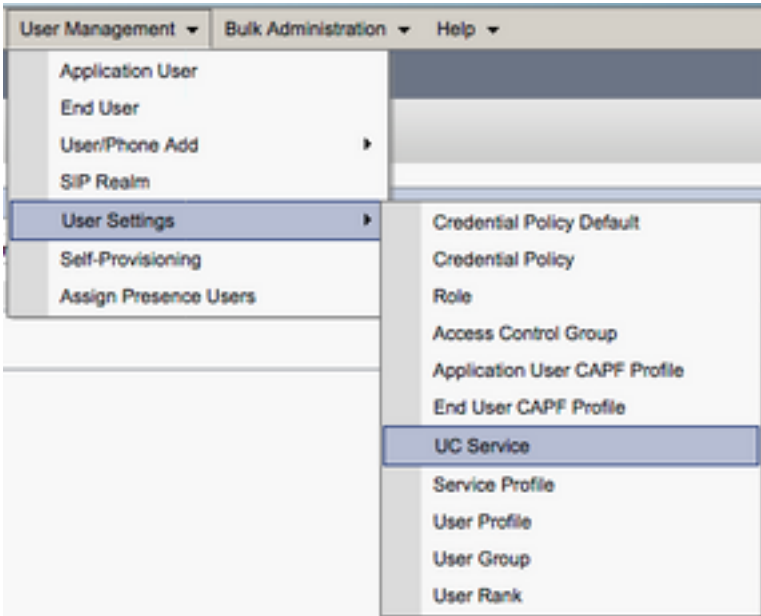 User Management Bulk Administration Help
Application User
End User
User/Phone Add
SIP Realm
User Settings
Self-Provisioning
Assign Presence Users
Credential Policy Default
Credential Policy
Role
Access Control Group
Application User CAPF Profile
End User CAPF Profile
UC Service
Service Profile
User Profile
User Group
User Rank